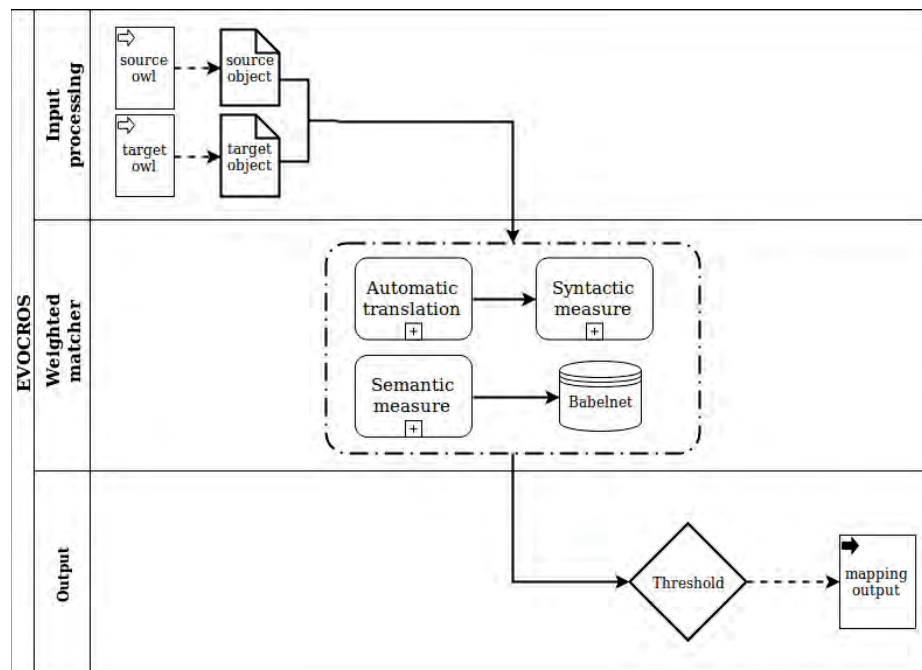 EVOCROS
Input
processing
source
owl
source
object
target
owl
target
object
Weighted
matcher
Automatic
translation
+
Syntactic
measure
+
Semantic
measure
+
Babelnet
Output
Threshold
mapping
output